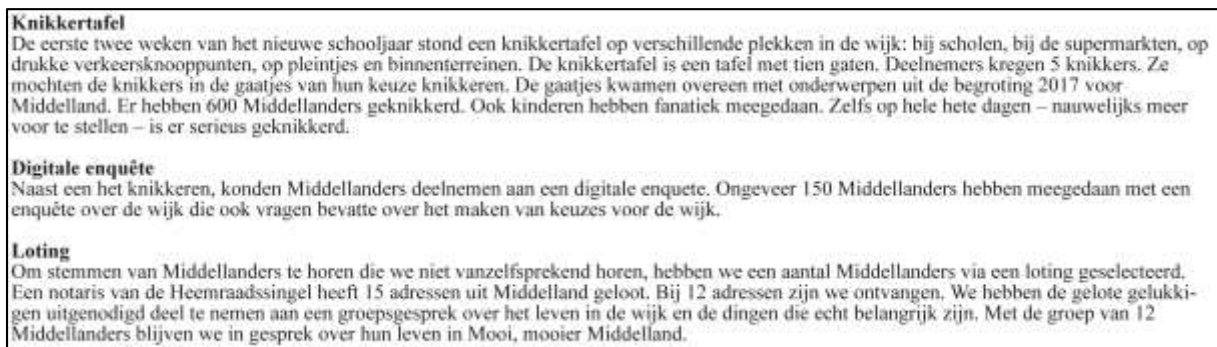 Knikkertafel
De eerste twee weken van het nieuwe schooljaar stond een knikkertafel op verschillende plekken in de wijk: bij scholen, bij de supermarkten, op
drukke verkeersknooppunten, op pleintjes en binnenterreinen. De knikkertafel is een tafel met tien gaten. Deelnemers kregen 5 knikkers. Ze
mochten de knikkers in de gaatjes van hun keuze knikkeren. De gaatjes kwamen overeen met onderwerpen uit de begroting 2017 voor
Middelland. Er hebben 600 Middellanders geknikkerd. Ook kinderen hebben fanatiek meegedaan. Zelfs op hele hete dagen – nauwelijks meer
voor te stellen – is er serieus geknikkerd.
Digitale enquête
Naast een het knikkeren, konden Middellanders deelnemen aan een digitale enquete. Ongeveer 150 Middellanders hebben meegedaan met een
enquête over de wijk die ook vragen bevatte over het maken van keuzes voor de wijk.
Loting
Om stemmen van Middellanders te horen die we niet vanzelfsprekend horen, hebben we een aantal Middellanders via een loting geselecteerd.
Een notaris van de Heemraadssingel heeft 15 adressen uit Middelland geloot. Bij 12 adressen zijn we ontvangen. We hebben de gelote gelukki-
gen uitgenodigd deel te nemen aan een groepsgesprek over het leven in de wijk en de dingen die echt belangrijk zijn. Met de groep van 12
Middellanders blijven we in gesprek over hun leven in Mooi, mooier Middelland.